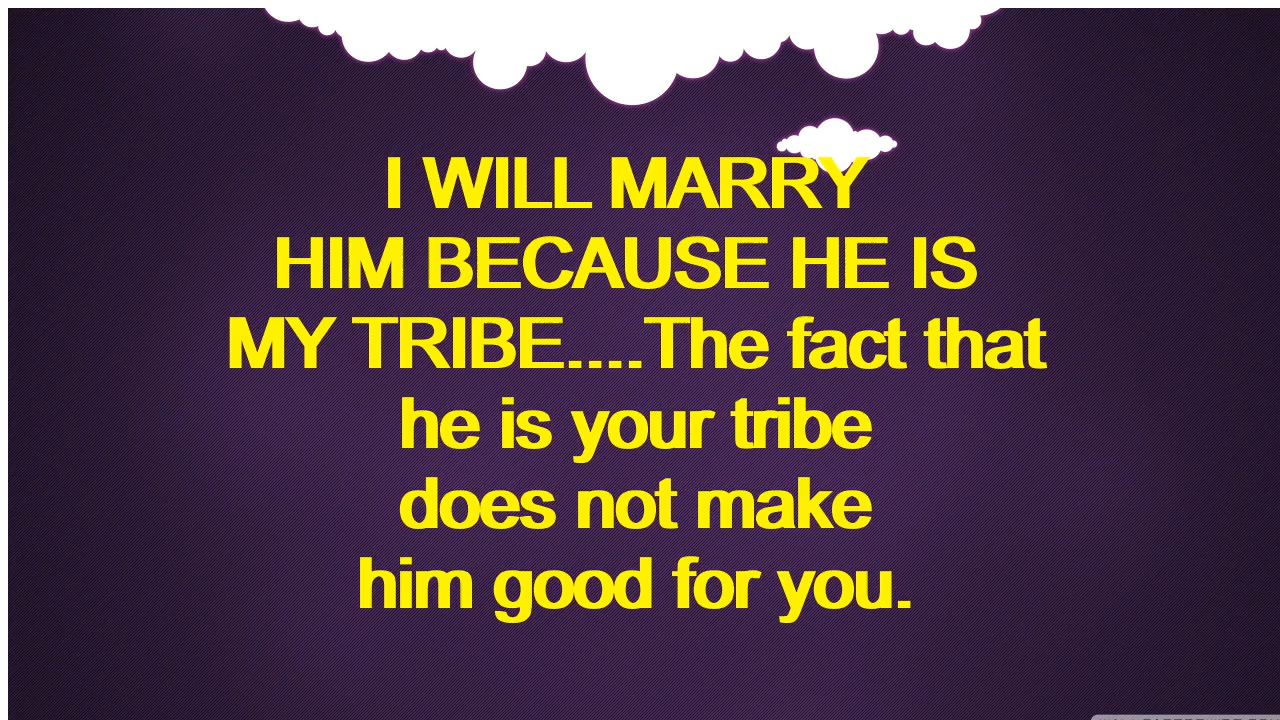 I WILL MARRY
HIM BECAUSE HE IS
MY TRIBE....The fact that
he is your tribe
does not make
him good for you.